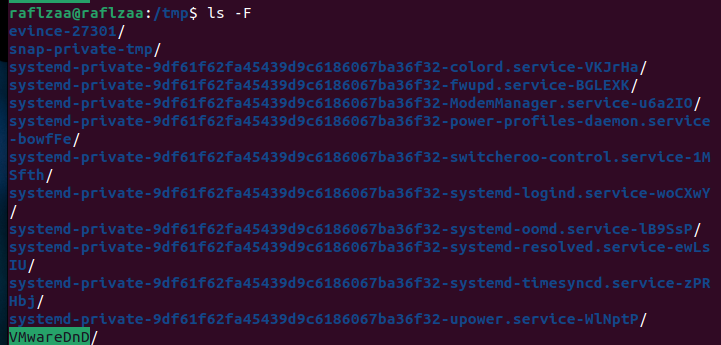 raflzaa@raflzaa:/tmp$ ls -F
evince-27301/
snap-private-tmp/
systemd-private-9df61f62fa45439d9c6186067ba36f32-colord.service-VKJrHa/
systemd-private-9df61f62fa45439d9c6186067ba36f32-fwupd.service-BGLEXK/
systemd-private-9df61f62fa45439d9c6186067ba36f32-ModemManager.service-u6a2IO/
systemd-private-9df61f62fa45439d9c6186067ba36f32-power-profiles-daemon.service
-bowfFe/
systemd-private-9df61f62fa45439d9c6186067ba36f32-switcheroo-control.service-1M
Sfth/
systemd-private-9df61f62fa45439d9c6186067ba36f32-systemd-logind.service-woCXwY
/
systemd-private-9df61f62fa45439d9c6186067ba36f32-systemd-oomd.service-lB9SsP/
systemd-private-9df61f62fa45439d9c6186067ba36f32-systemd-resolved.service-ewLs
IU/
systemd-private-9df61f62fa45439d9c6186067ba36f32-systemd-timesyncd.service-zPR
Hbj/
systemd-private-9df61f62fa45439d9c6186067ba36f32-upower.service-WlNptP/
VMwareDnD/